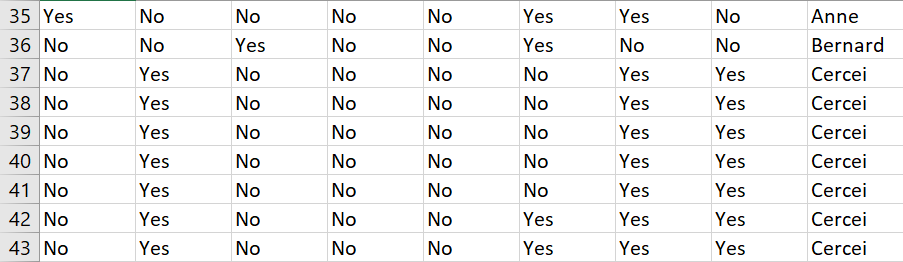 35 Yes No No No No Yes Yes No Anne
36 No No Yes No No Yes No No Bernard
37 No Yes No No No No Yes Yes Cercei
38 No Yes No No No No Yes Yes Cercei
39 No Yes No No No No Yes Yes Cercei
40 No Yes No No No No Yes Yes Cercei
41 No Yes No No No No Yes Yes Cercei
42 No Yes No No No Yes Yes Yes Cercei
43 No Yes No No No Yes Yes Yes Cercei